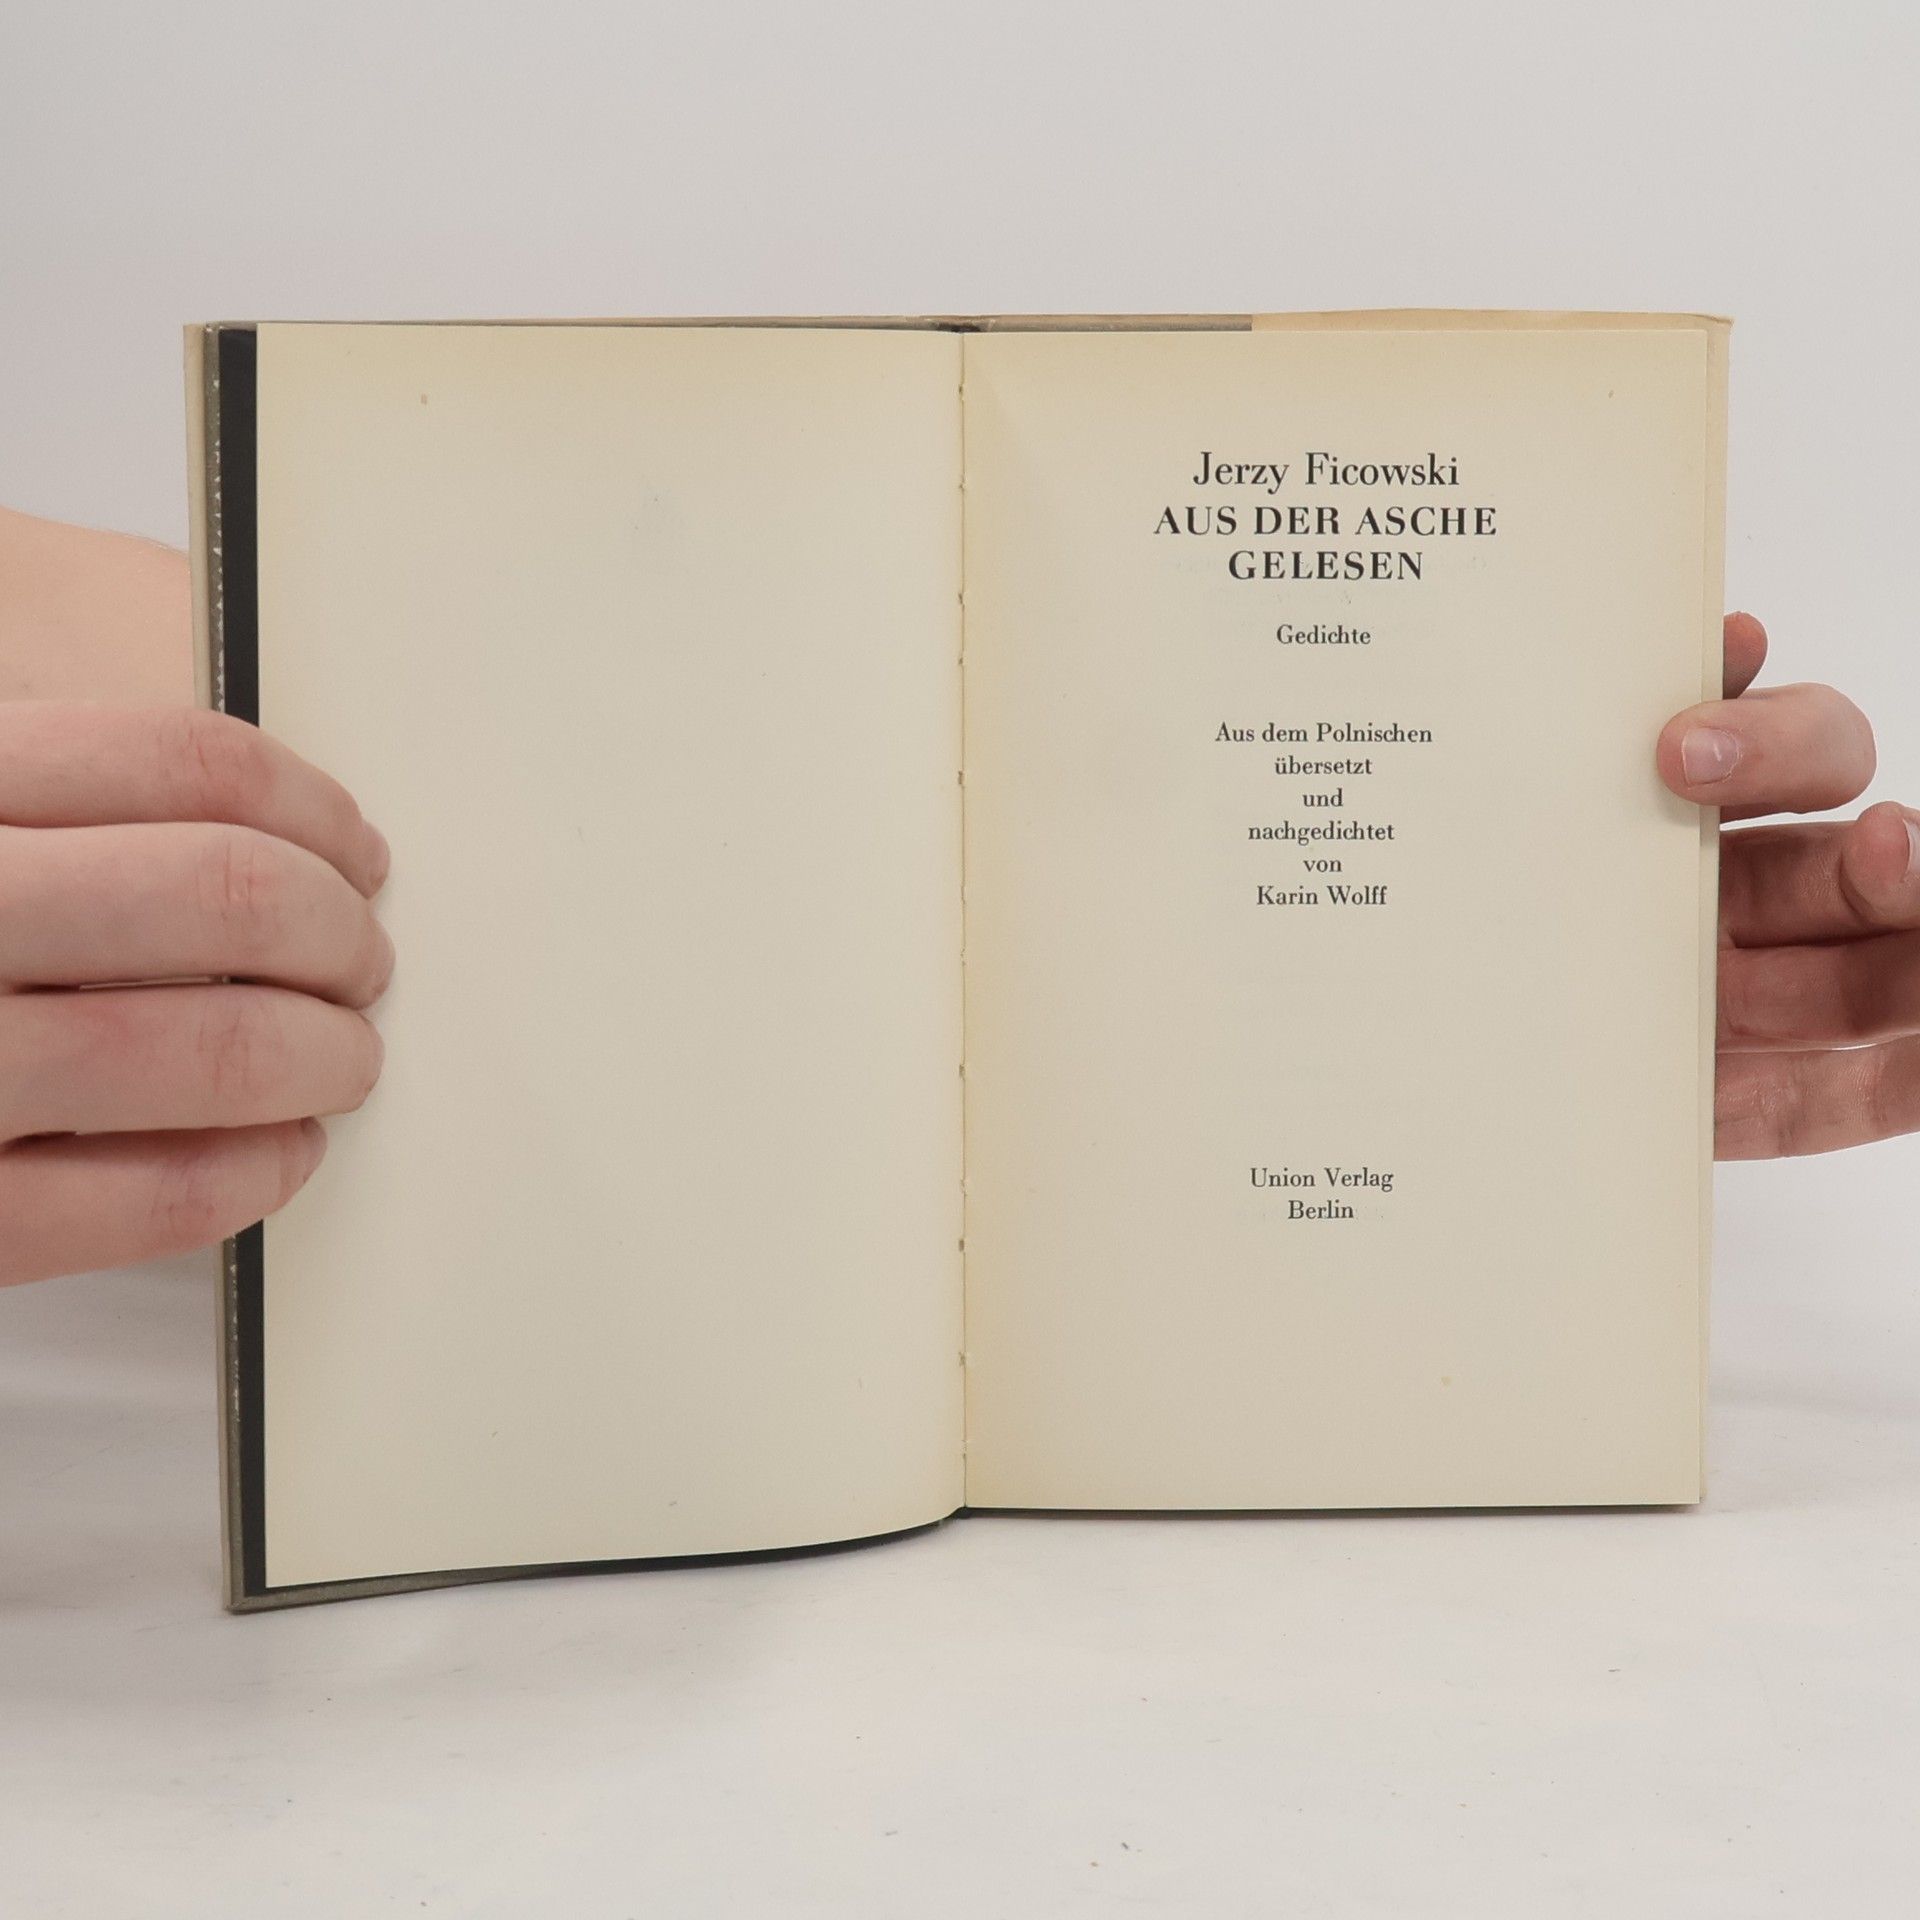 Jerzy Ficowski
AUS DER ASCHE
GELESEN
Gedichte
Aus dem Polnischen
übersetzt
und
nachgedichtet
von
Karin Wolff
Union Verlag
Berlin